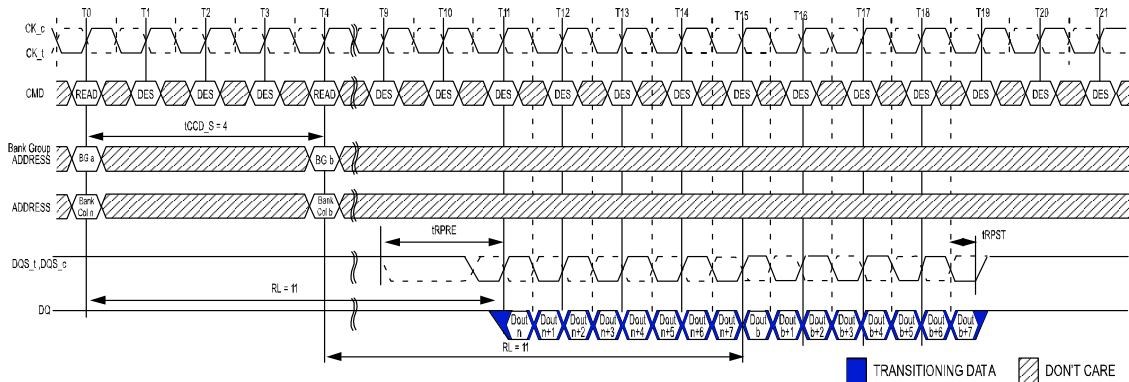 T0 T1 T2 T3 T4 T9 T10 T11 T12 T13 T14 T15 T16 T17 T18 T19 T20 T21
CK_c
CK_t
CMD READ DES DES DES READ DES DES DES DES DES DES DES DES DES DES DES DES DES
tCCD_S = 4
Bank Group
ADDRESS BG a BG b
ADDRESS Bank Col n Bank Col b
tRPRE tRPST
DQS_t ,DQS_c
RL = 11
DQ Dout n Dout n+1 Dout n+2 Dout n+3 Dout n+4 Dout n+5 Dout n+6 Dout n+7 Dout b Dout b+1 Dout b+2 Dout b+3 Dout b+4 Dout b+5 Dout b+6 Dout b+7
RL = 11
TRANSITIONING DATA DON'T CARE